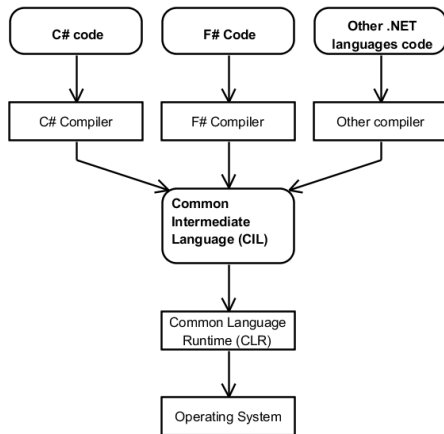 C# code
F# Code
Other .NET
languages code
C# Compiler
F# Compiler
Other compiler
Common
Intermediate
Language (CIL)
Common Language
Runtime (CLR)
Operating System